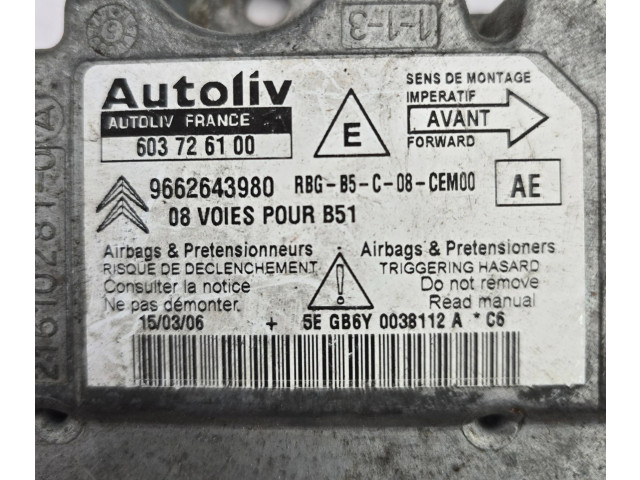 1-1-3
Autoliv
AUTOLIV FRANCE
603 72 61 00
E
SENS DE MONTAGE
IMPERATIF
AVANT
FORWARD
9662643980 RBG-B5-C-08-CEM00
AE
08 VOIES POUR B51
Airbags & Pretensionneurs
RISQUE DE DECLENCHEMENT
Consulter la notice
Ne pas démonter.
!
Airbags & Pretensioners
TRIGGERING HASARD
Do not remove
Read manual
15/03/06 + 5E GB6Y 0038112 A * C6